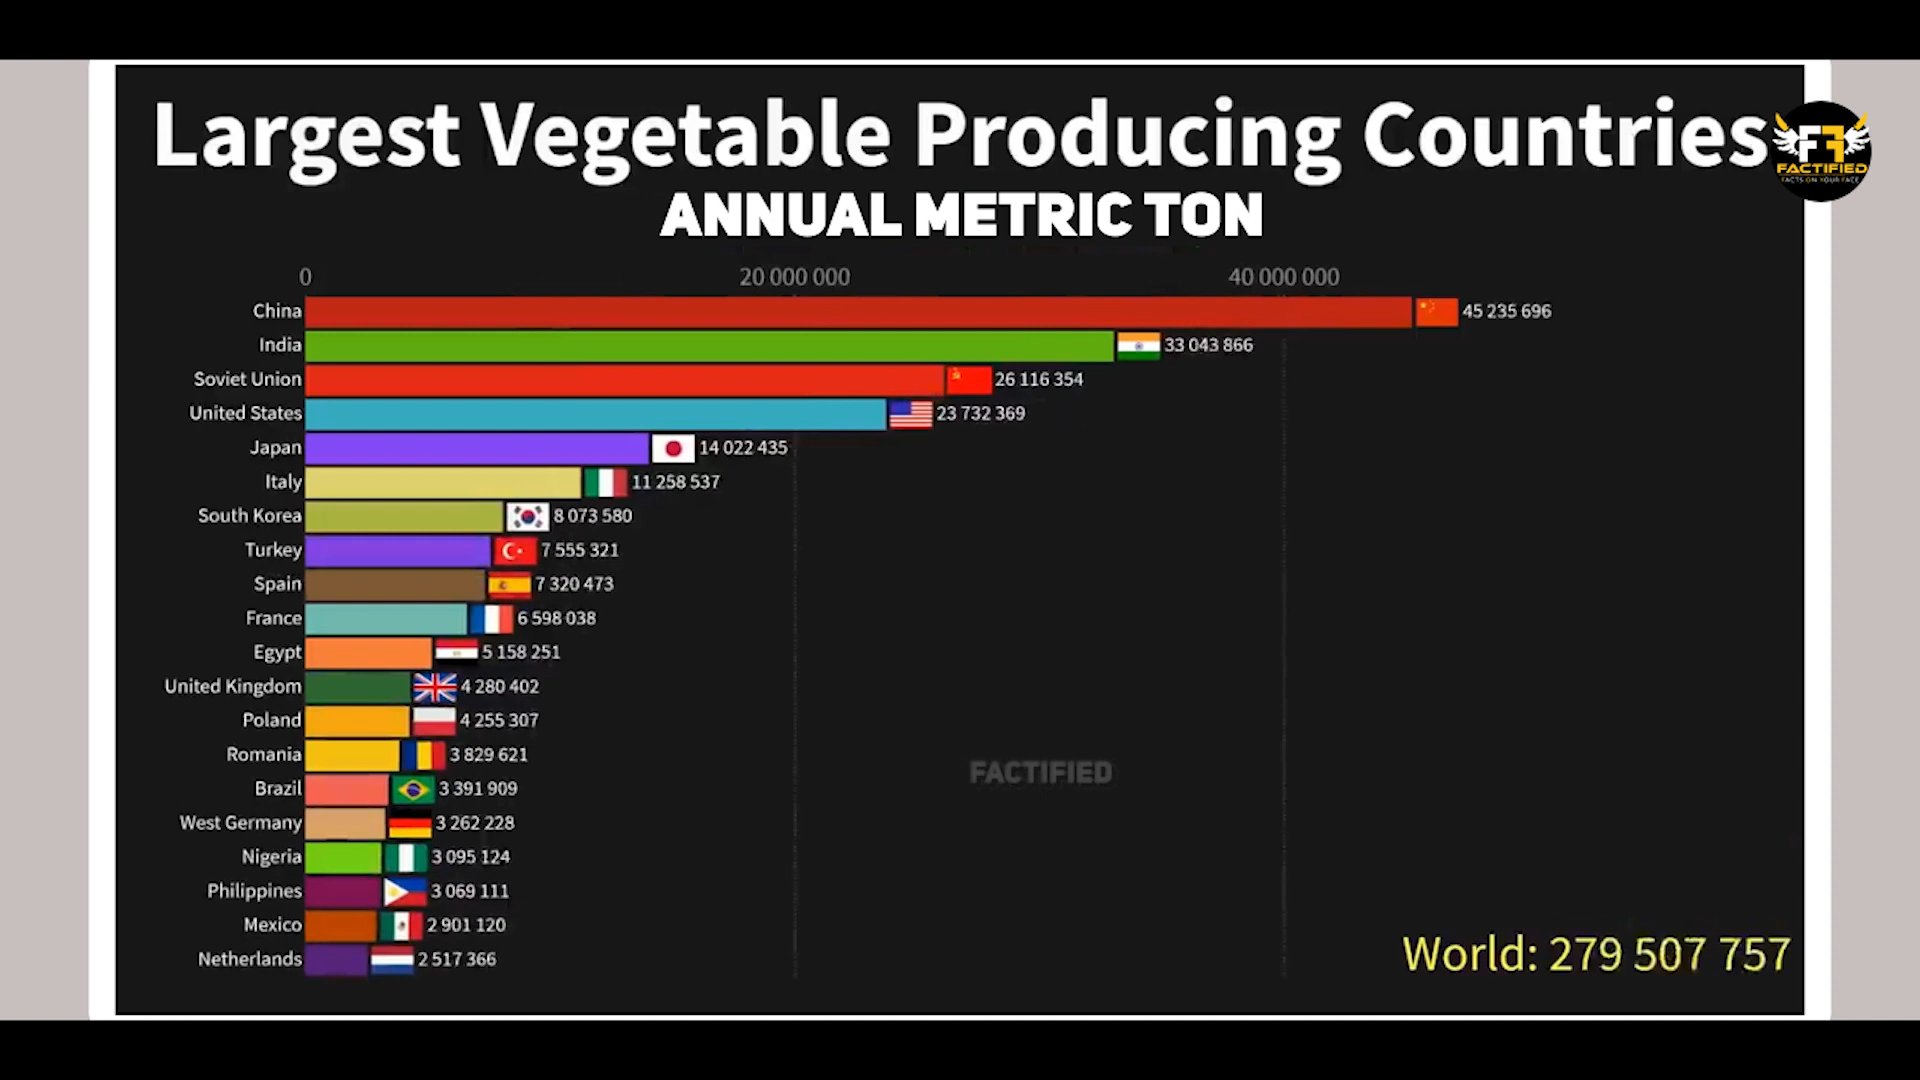 Largest Vegetable Producing Countries
FF
FACTIFIED
FACTS ON YOUR FACE
ANNUAL METRIC TON
0 20 000 000 40 000 000
China 45 235 696
India 33 043 866
Soviet Union 26 116 354
United States 23 732 369
Japan 14 022 435
Italy 11 258 537
South Korea 8 073 580
Turkey 7 555 321
Spain 7 320 473
France 6 598 038
Egypt 5 158 251
United Kingdom 4 280 402
Poland 4 255 307
Romania 3 829 621
Brazil 3 391 909
West Germany 3 262 228
Nigeria 3 095 124
Philippines 3 069 111
Mexico 2 901 120
Netherlands 2 517 366
FACTIFIED
World: 279 507 757